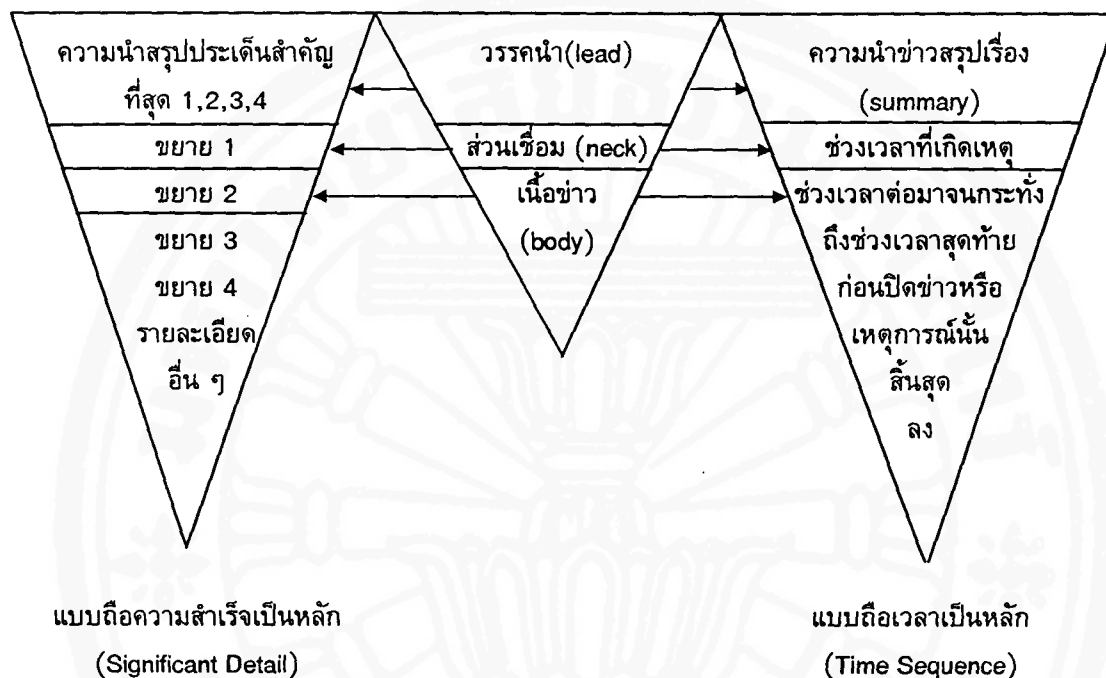 ความนำสรุปประเด็นสำคัญ
ที่สุด 1,2,3,4
ขยาย 1
ขยาย 2
ขยาย 3
ขยาย 4
รายละเอียด
อื่น ๆ
แบบถือความสำเร็จเป็นหลัก
(Significant Detail)
วรรคนำ(lead)
ส่วนเชื่อม (neck)
เนื้อข่าว
(body)
ความนำข่าวสรุปเรื่อง
(summary)
ช่วงเวลาที่เกิดเหตุ
ช่วงเวลาต่อมาจนกระทั่ง
ถึงช่วงเวลาสุดท้าย
ก่อนปิดข่าวหรือ
เหตุการณ์นั้น
สิ้นสุด
ลง
แบบถือเวลาเป็นหลัก
(Time Sequence)